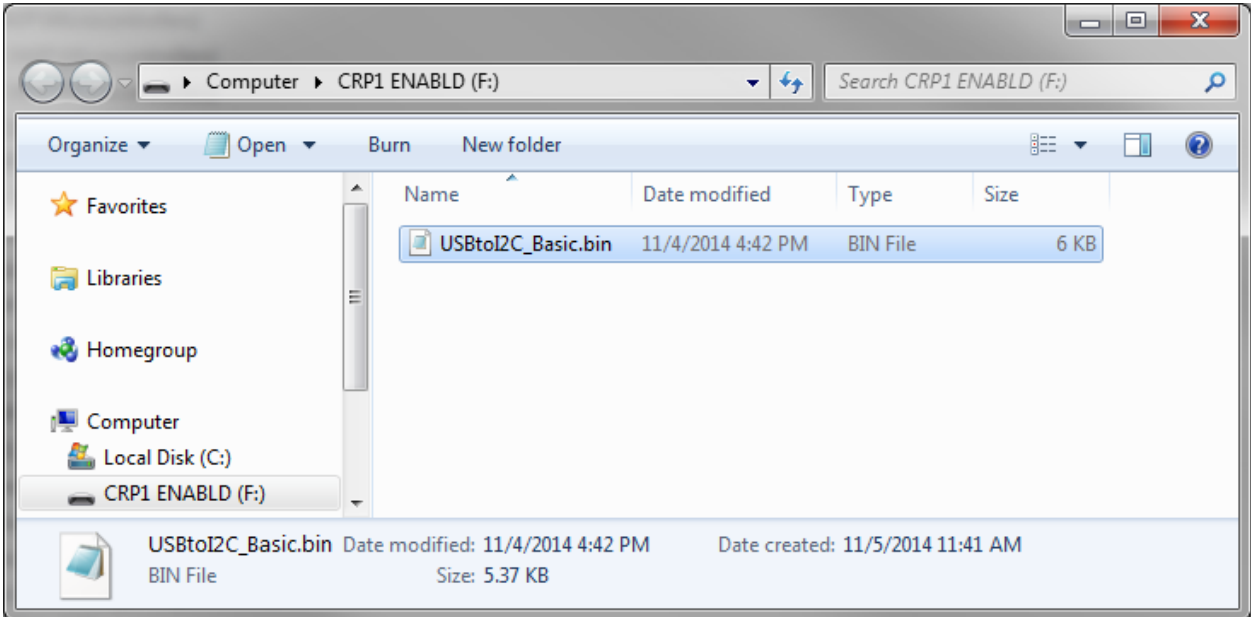 Computer CRP1 ENABLD (F:) Search CRP1 ENABLD (F:)
Organize Open Burn New folder
Favorites
Libraries
Homegroup
Computer
Local Disk (C:)
CRP1 ENABLD (F:)
Name Date modified Type Size
USBtoI2C_Basic.bin 11/4/2014 4:42 PM BIN File 6 KB
USBtoI2C_Basic.bin Date modified: 11/4/2014 4:42 PM Date created: 11/5/2014 11:41 AM
BIN File Size: 5.37 KB